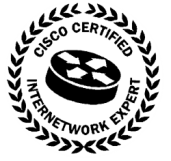 CISCO CERTIFIED
INTERNETWORK EXPERT